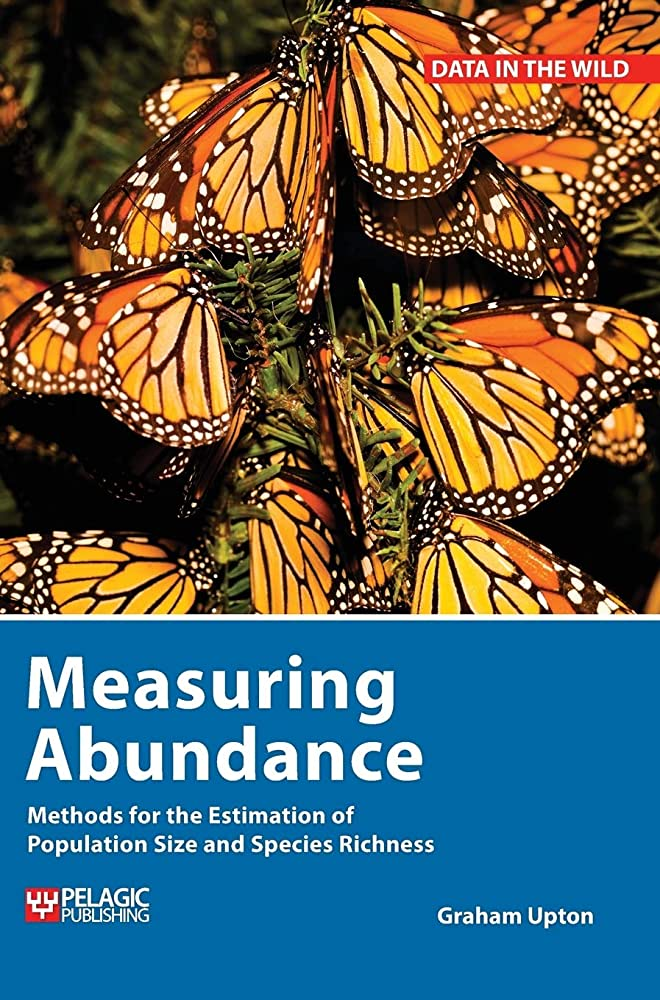 DATA IN THE WILD
Measuring
Abundance
Methods for the Estimation of
Population Size and Species Richness
PELAGIC
PUBLISHING
Graham Upton